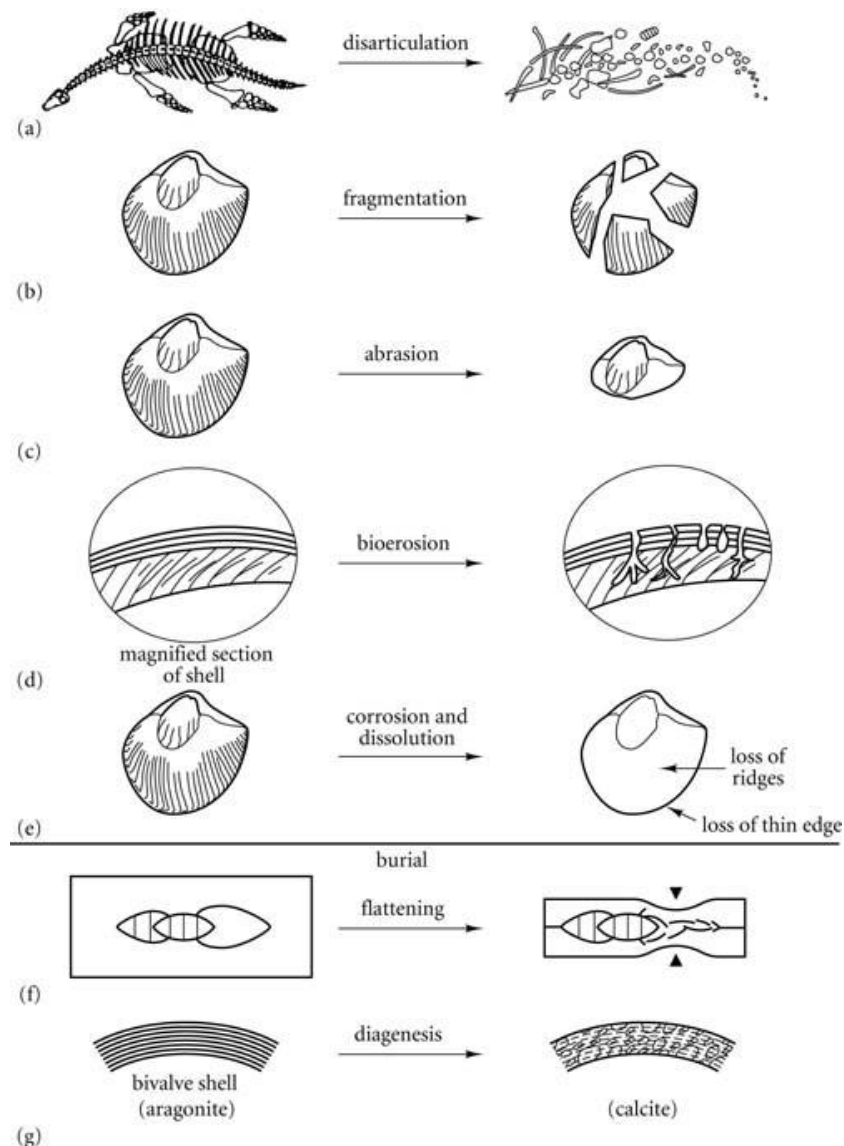 disarticulation
(a)
fragmentation
(b)
abrasion
(c)
bioerosion
magnified section
of shell
(d)
corrosion and
dissolution
loss of
ridges
loss of thin edge
(e)
burial
flattening
(f)
diagenesis
bivalve shell
(aragonite)
(calcite)
(g)